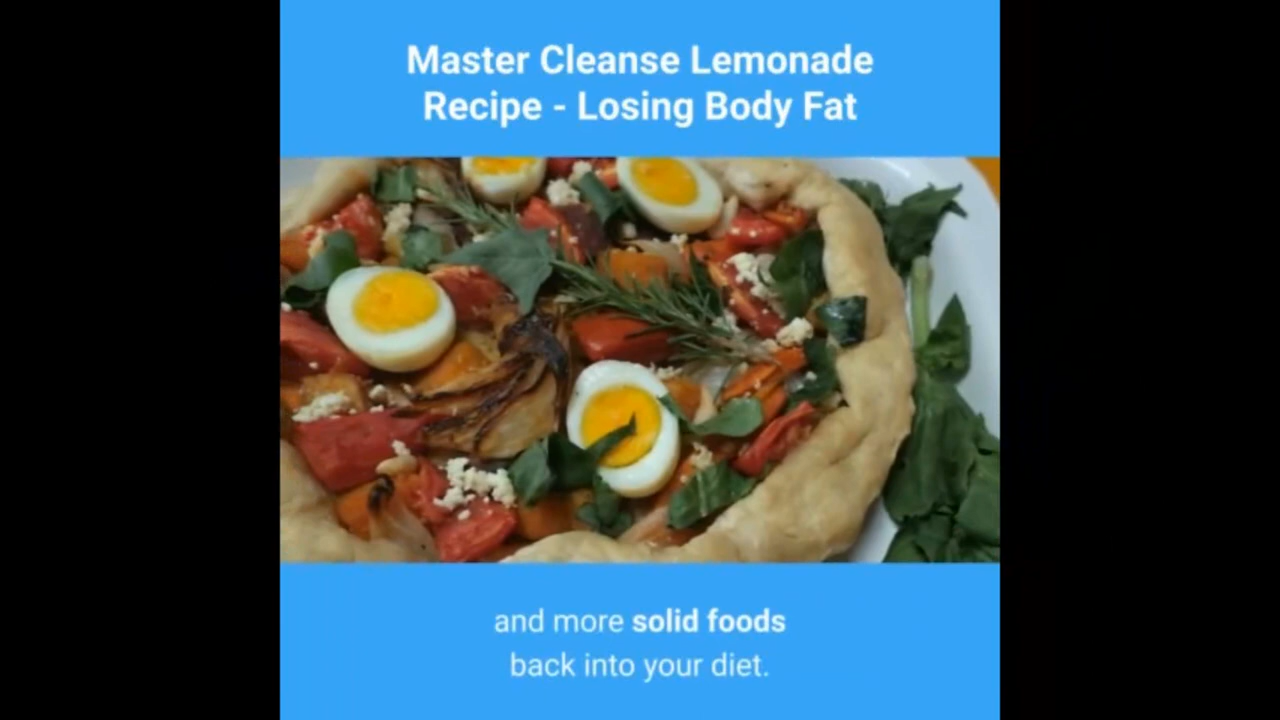 Master Cleanse Lemonade
Recipe - Losing Body Fat
and more solid foods
back into your diet.